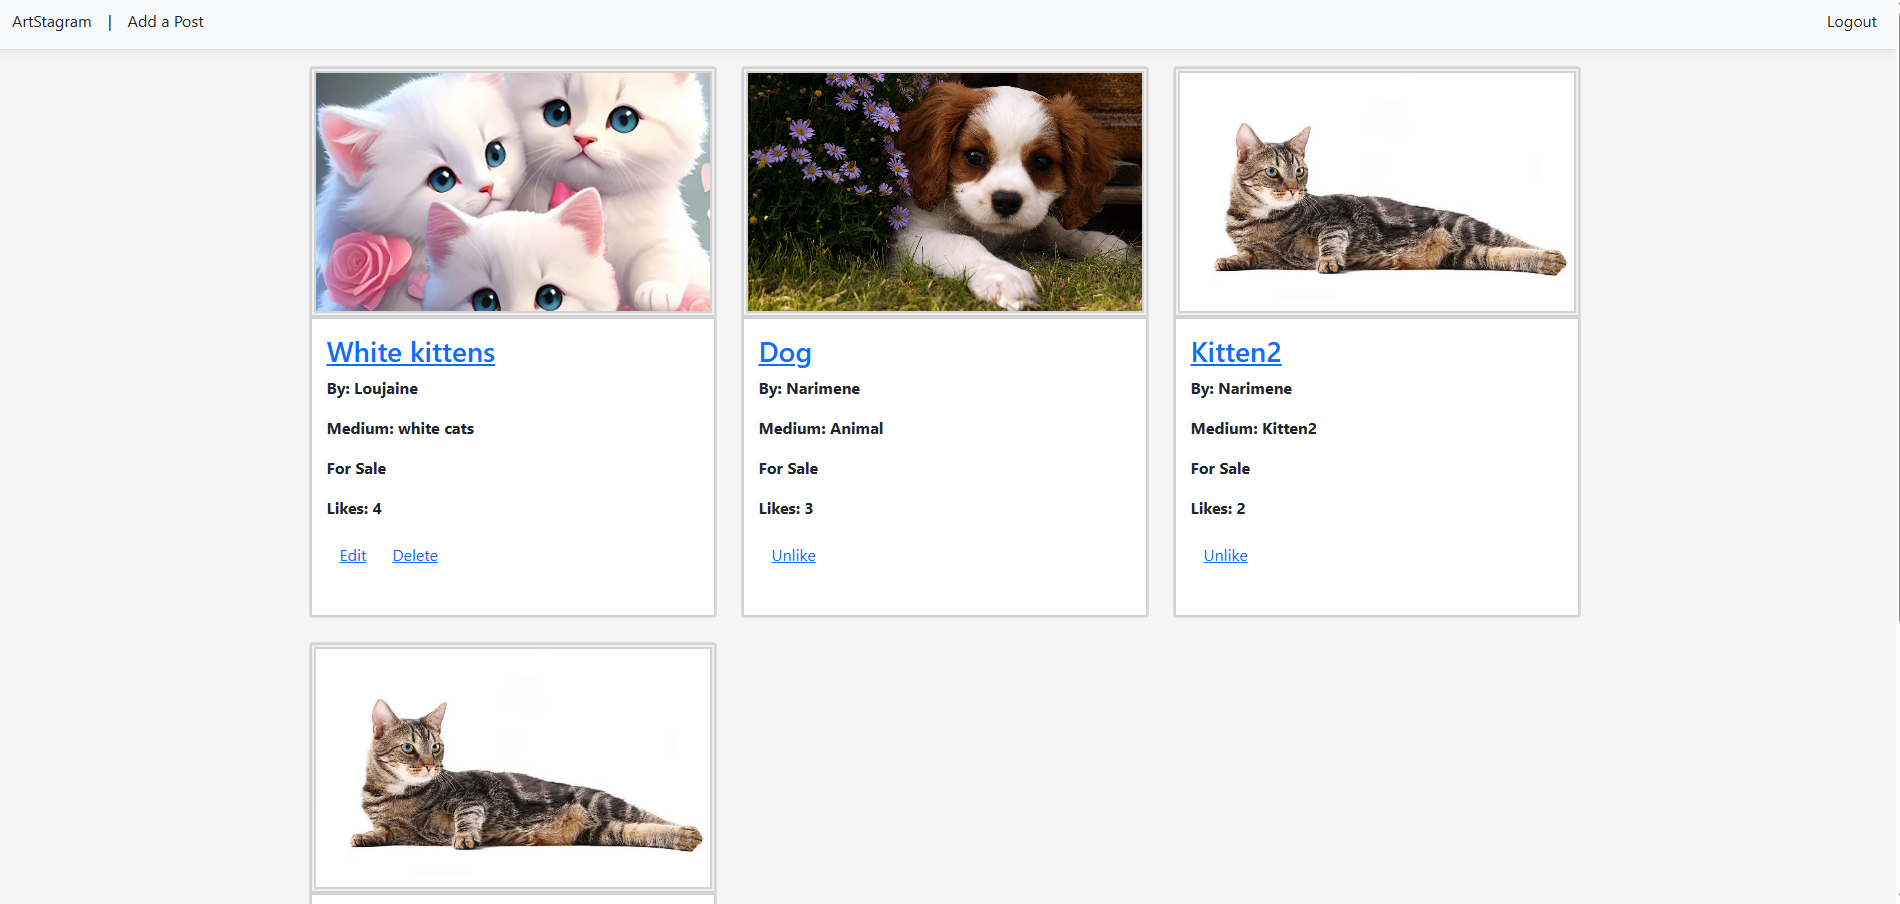 ArtStagram | Add a Post Logout
White kittens
By: Loujaine
Medium: white cats
For Sale
Likes: 4
Edit Delete
Dog
By: Narimene
Medium: Animal
For Sale
Likes: 3
Unlike
Kitten2
By: Narimene
Medium: Kitten2
For Sale
Likes: 2
Unlike